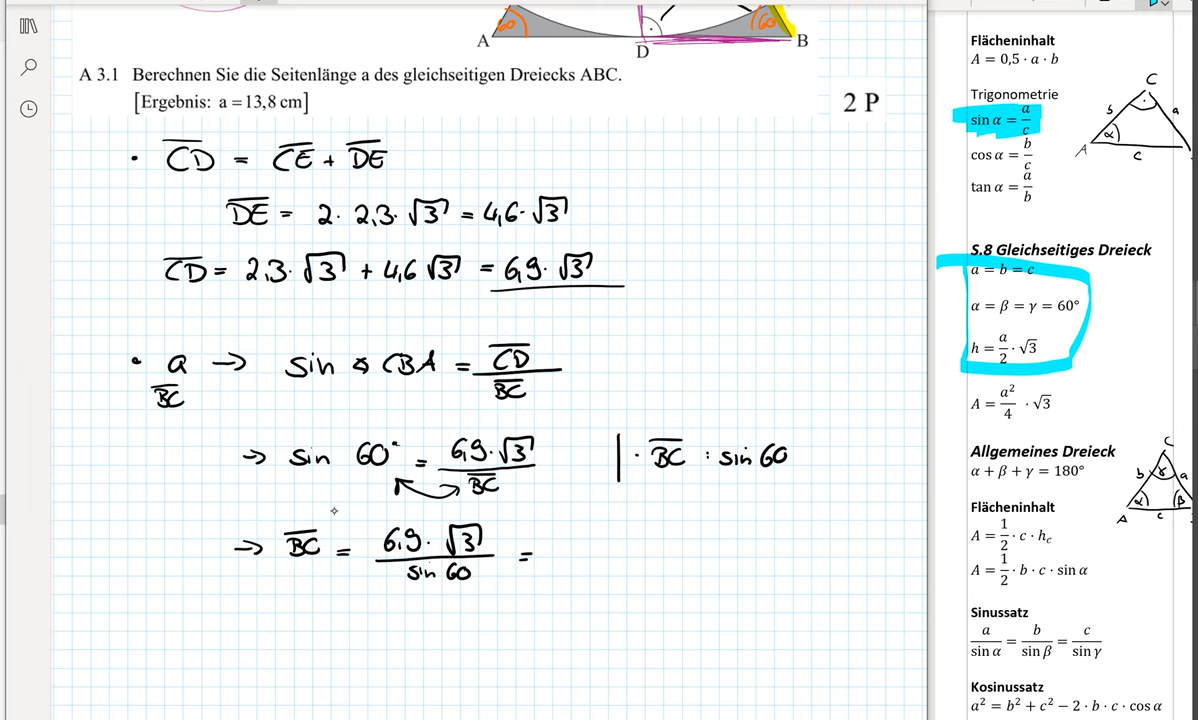 60 60
A D B
A 3.1 Berechnen Sie die Seitenlänge a des gleichseitigen Dreiecks ABC.
[Ergebnis: a = 13,8 cm]
2 P
• CD = CE + DE
DE = 2 · 2,3 · √3 = 4,6 · √3
CD = 2,3 · √3 + 4,6 √3 = 6,9 · √3
• a → sin ∢ CBA = CD / BC
BC
→ sin 60° = 6,9 · √3 / BC | · BC : sin 60
→ BC = 6,9 · √3 / sin 60 =
Flächeninhalt
A = 0,5 · a · b
Trigonometrie
sin α = a/c
cos α = b/c
tan α = a/b
C
b a
α
A c
S.8 Gleichseitiges Dreieck
a = b = c
α = β = γ = 60°
h = a/2 · √3
A = a²/4 · √3
Allgemeines Dreieck
α + β + γ = 180°
C
b γ a
α β
A c
Flächeninhalt
A = 1/2 · c · h_c
A = 1/2 · b · c · sin α
Sinussatz
a/sin α = b/sin β = c/sin γ
Kosinussatz
a² = b² + c² − 2 · b · c · cos α